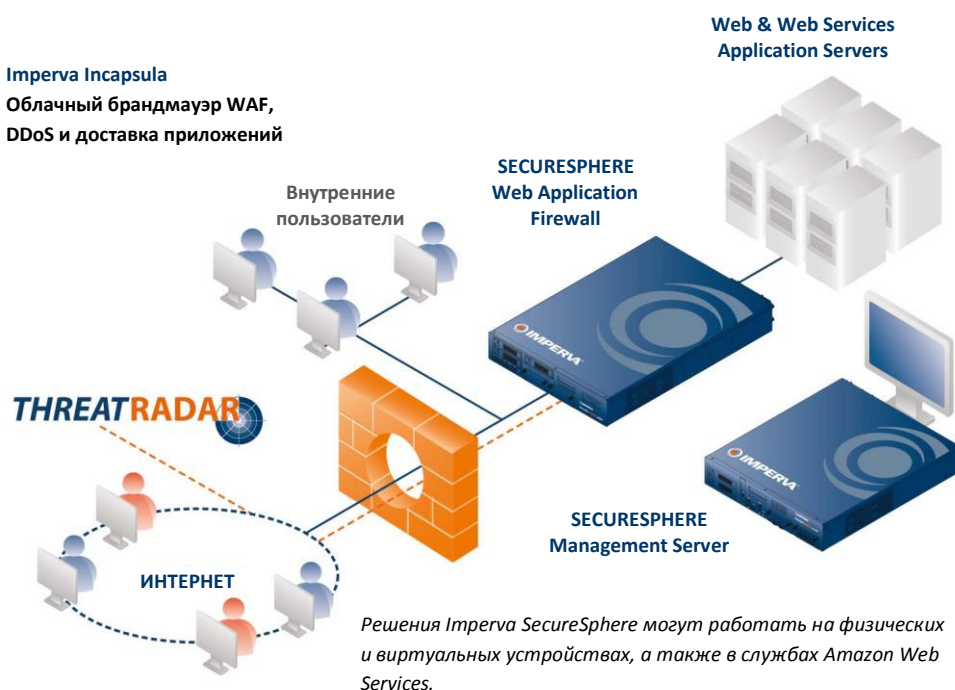 Web & Web Services
Application Servers
Imperva Incapsula
Облачный брандмауэр WAF,
DDoS и доставка приложений
SECURESPHERE
Web Application
Firewall
Внутренние
пользователи
IMPERVA
THREATRADAR
IMPERVA
SECURESPHERE
Management Server
ИНТЕРНЕТ
Решения Imperva SecureSphere могут работать на физических
и виртуальных устройствах, а также в службах Amazon Web
Services.